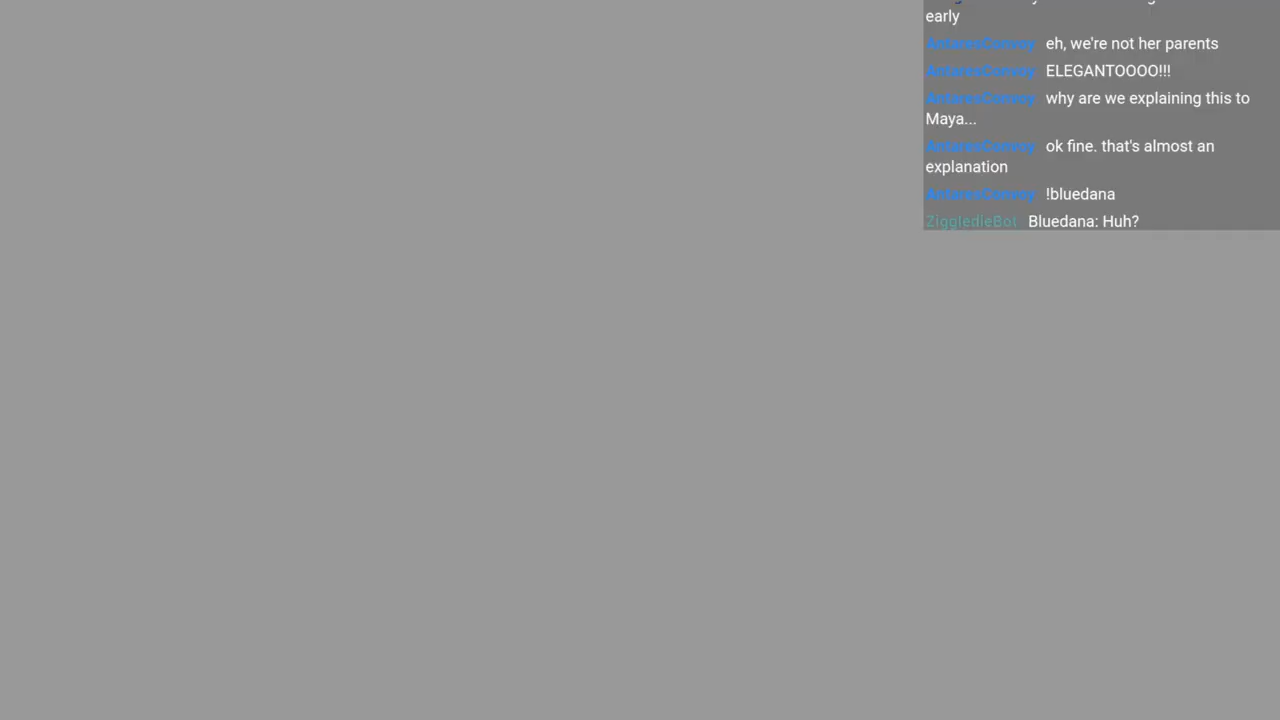 early
AntaresConvoy eh, we're not her parents
AntaresConvoy ELEGANTOOOO!!!
AntaresConvoy why are we explaining this to
Maya...
AntaresConvoy ok fine. that's almost an
explanation
AntaresConvoy !bluedana
ZiggledieBot Bluedana: Huh?